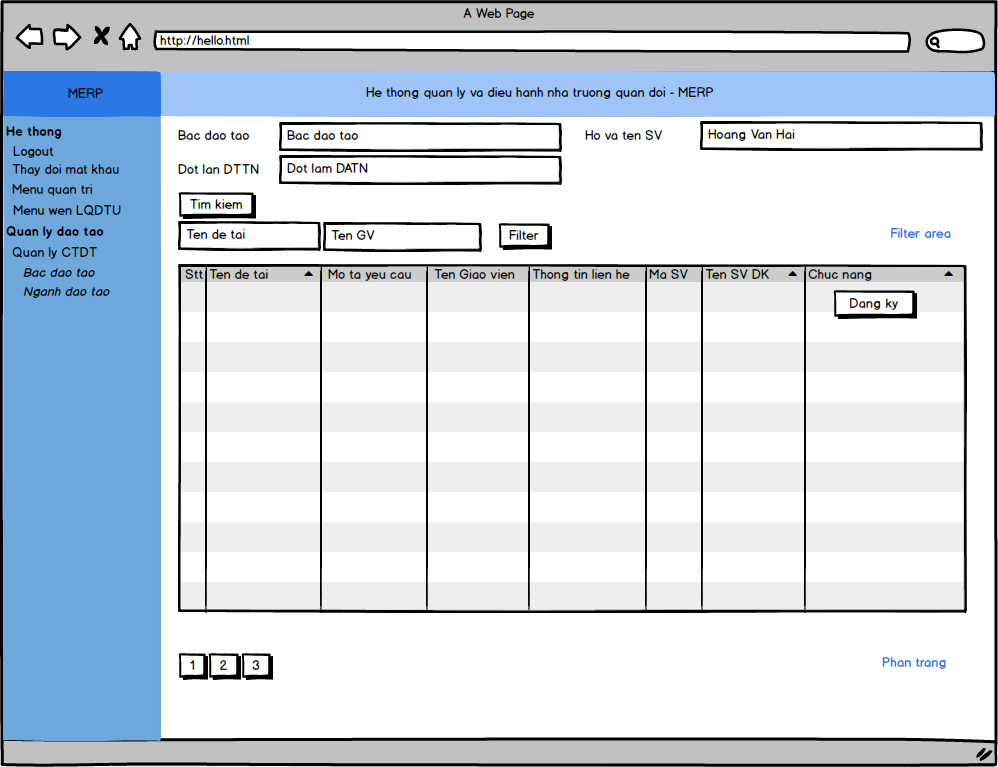 A Web Page
http://hello.html
MERP
He thong quan ly va dieu hanh nha truong quan doi - MERP
He thong
Logout
Thay doi mat khau
Menu quan tri
Menu wen LQDTU
Quan ly dao tao
Quan ly CTDT
Bac dao tao
Nganh dao tao
Bac dao tao
Bac dao tao
Ho va ten SV
Hoang Van Hai
Dot lan DTTN
Dot lam DATN
Tim kiem
Ten de tai
Ten GV
Filter
Filter area
Stt Ten de tai Mo ta yeu cau Ten Giao vien Thong tin lien he Ma SV Ten SV DK Chuc nang
Dang ky
1 2 3
Phan trang